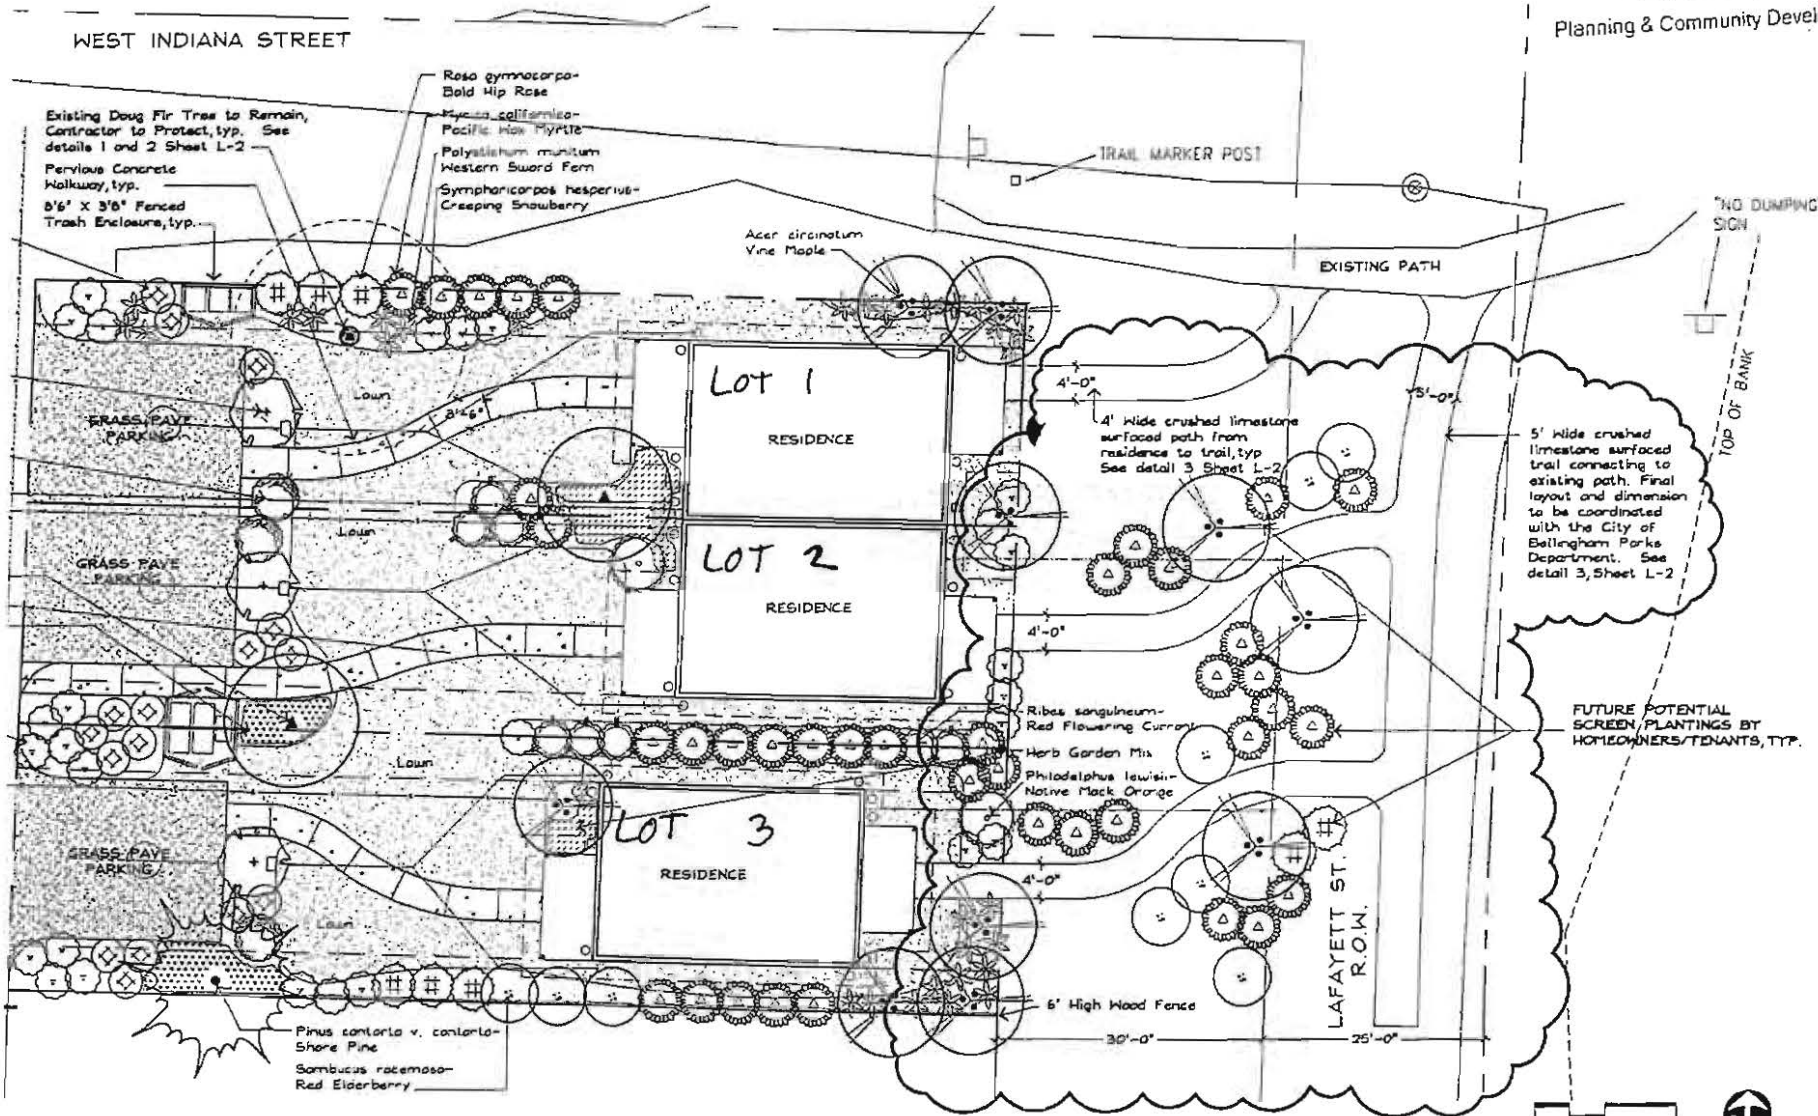 Planning & Community Devel
WEST INDIANA STREET
Rosa gymnocarpa-
Bald Hip Rose
Myrica californica-
Pacific Wax Myrtle
Polystichum munitum
Western Sword Fern
Symphoricarpos hesperius-
Creeping Snowberry
Existing Doug Fir Tree to Remain,
Contractor to Protect, typ. See
details 1 and 2 Sheet L-2
Pervious Concrete
Walkway, typ.
8'6" X 3'8" Fenced
Trash Enclosure, typ.
Acer circinatum
Vine Maple
TRAIL MARKER POST
"NO DUMPING
SIGN
EXISTING PATH
TOP OF BANK
LOT 1
RESIDENCE
LOT 2
RESIDENCE
LOT 3
RESIDENCE
GRASS PAVE
PARKING
GRASS PAVE
PARKING
GRASS PAVE
PARKING
Lawn
Lawn
Lawn
Lawn
4'-0"
4' Wide crushed limestone
surfaced path from
residence to trail, typ
See detail 3 Sheet L-2
5'-0"
5' Wide crushed
limestone surfaced
trail connecting to
existing path. Final
layout and dimension
to be coordinated
with the City of
Bellingham Parks
Department. See
detail 3, Sheet L-2
4'-0"
Ribes sanguineum-
Red Flowering Currant
Herb Garden Mix
Philadelphus lewisii-
Native Mock Orange
FUTURE POTENTIAL
SCREEN PLANTINGS BY
HOMEOWNERS/TENANTS, TYP.
4'-0"
LAFAYETT ST.
R.O.W.
6' High Wood Fence
30'-0"
25'-0"
Pinus contorta v. contorta-
Shore Pine
Sambucus racemosa-
Red Elderberry